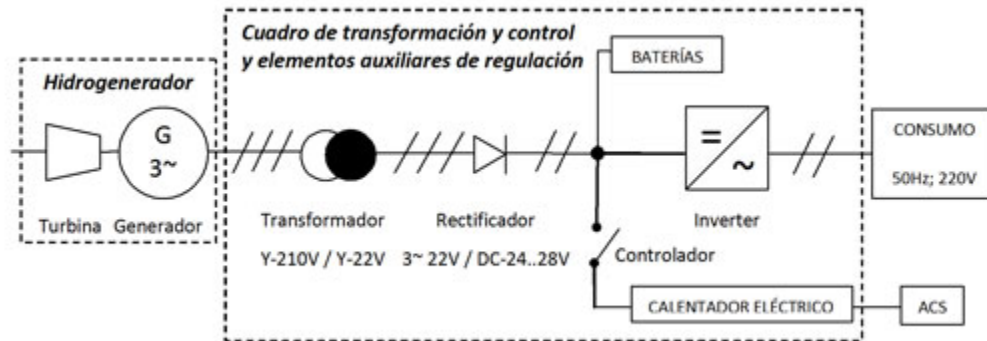 Cuadro de transformación y control
y elementos auxiliares de regulación
BATERÍAS
Hidrogenerador
G
3~
=
~
CONSUMO
50Hz; 220V
Turbina
Generador
Transformador
Rectificador
Inverter
Y-210V / Y-22V
3~ 22V / DC-24..28V
Controlador
CALENTADOR ELÉCTRICO
ACS